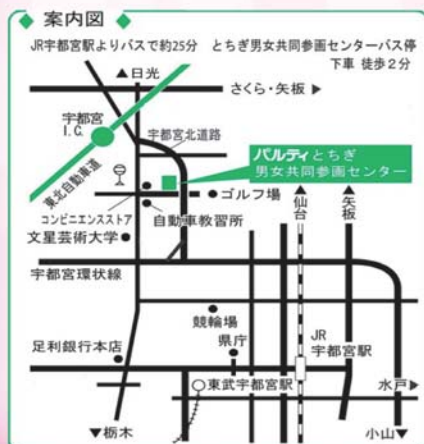 案内図
JR宇都宮駅よりバスで約25分　とちぎ男女共同参画センターバス停
下車 徒歩2分
▲日光
さくら・矢板 ▶
宇都宮
I.C.
宇都宮北道路
東北自動車道
パルティとちぎ
男女共同参画センター
コンビニエンスストア
ゴルフ場
自動車教習所
文星芸術大学
▲仙台
▲矢板
宇都宮環状線
競輪場
県庁
JR
宇都宮駅
足利銀行本店
東武宇都宮駅
水戸▶
▼栃木
小山▼